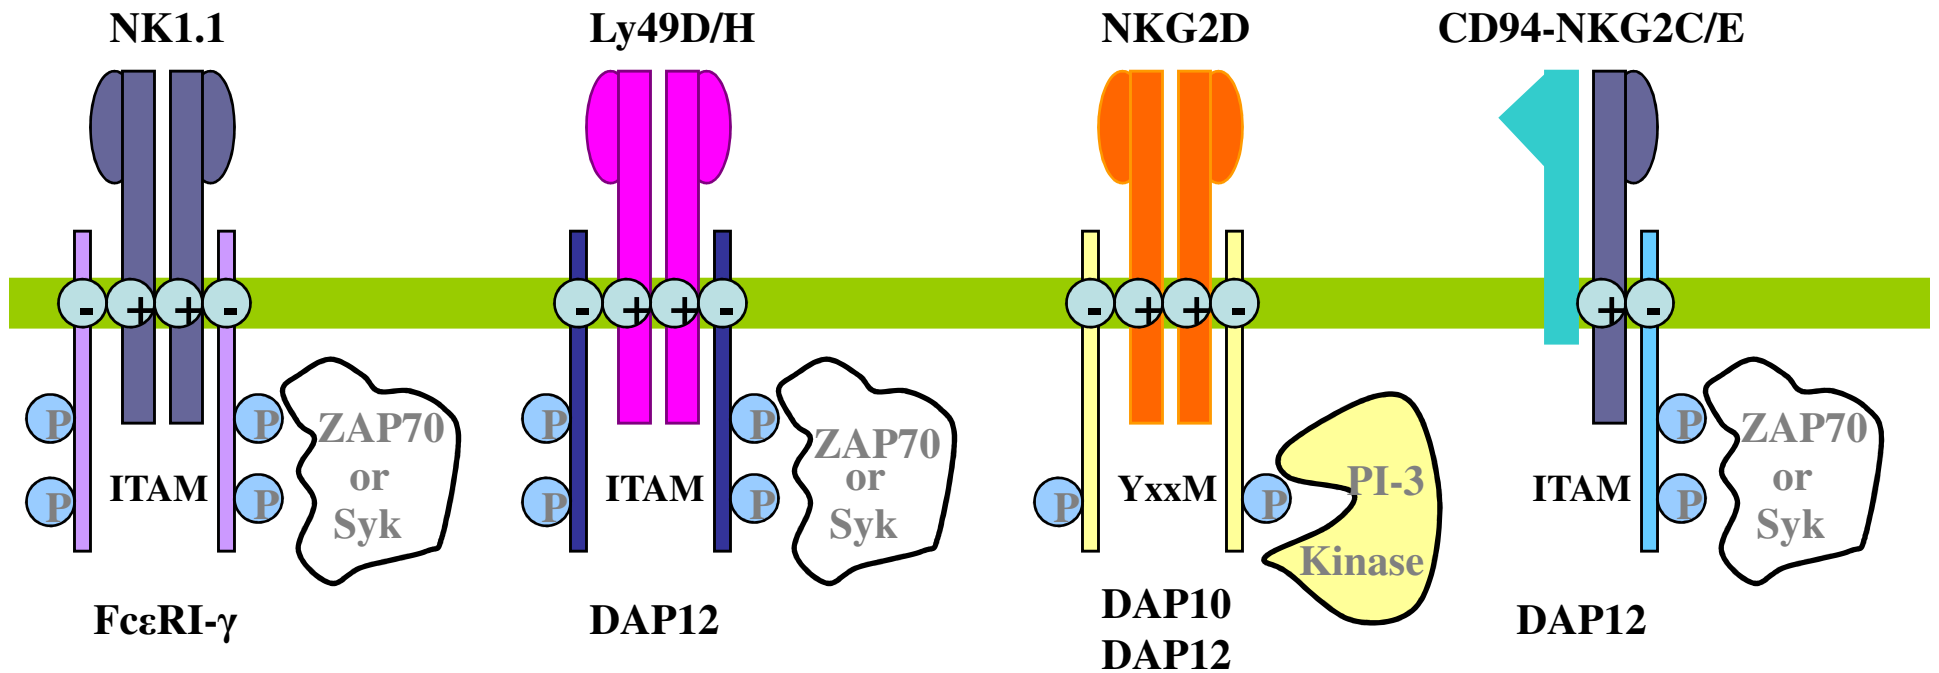 NK1.1
Ly49D/H
NKG2D
CD94-NKG2C/E
- + + -
- + + -
- + + -
+ -
P
P
ITAM
P
P
ZAP70
or
Syk
FcεRI-γ
P
P
ITAM
P
P
ZAP70
or
Syk
DAP12
P
YxxM
P
PI-3
Kinase
DAP10
DAP12
ITAM
P
P
ZAP70
or
Syk
DAP12